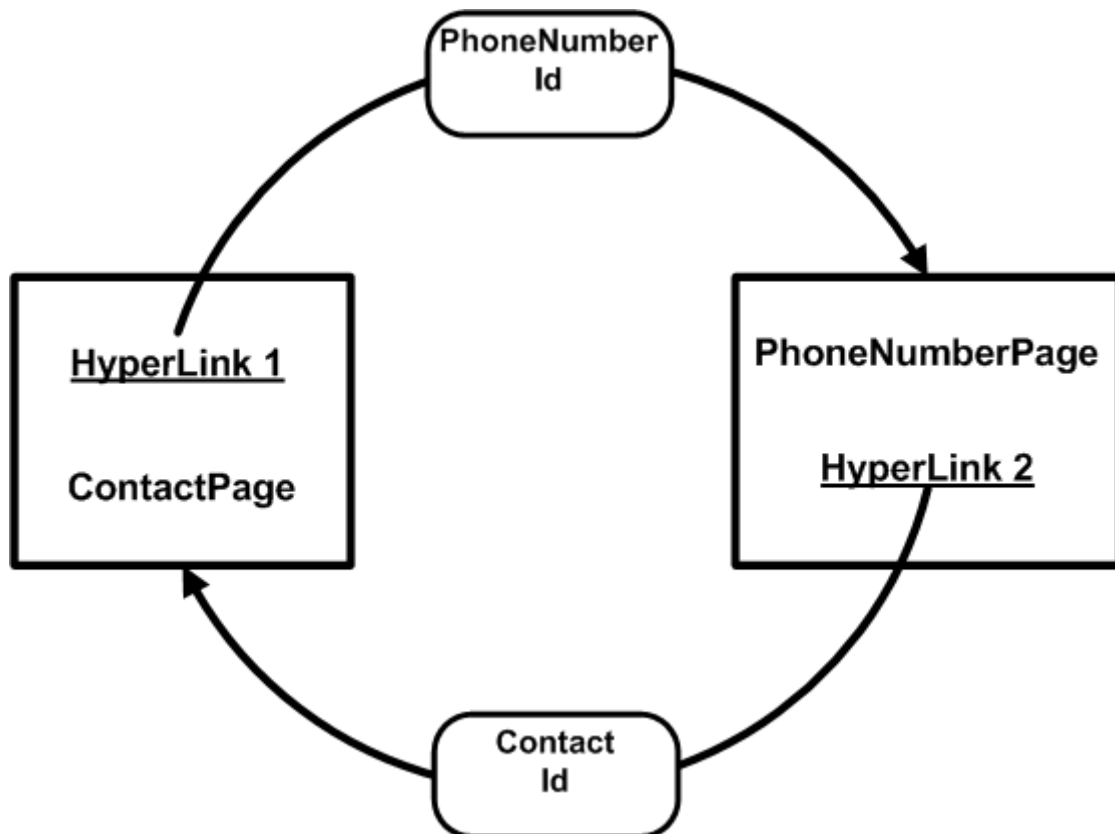 PhoneNumber
Id
HyperLink 1
ContactPage
PhoneNumberPage
HyperLink 2
Contact
Id